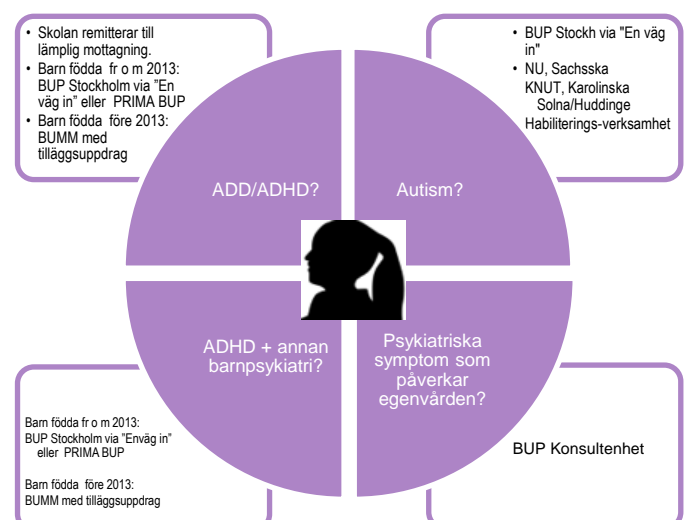 • Skolan remitterar till
lämplig mottagning.
• Barn födda fr o m 2013:
BUP Stockholm via "En
väg in" eller PRIMA BUP
• Barn födda före 2013:
BUMM med
tilläggsuppdrag
• BUP Stockh via "En väg
in"
• NU, Sachsska
KNUT, Karolinska
Solna/Huddinge
Habiliterings-verksamhet
ADD/ADHD?
Autism?
ADHD + annan
barnpsykiatri?
Psykiatriska
symptom som
påverkar
egenvården?
Barn födda fr o m 2013:
BUP Stockholm via "Enväg in"
eller PRIMA BUP
Barn födda före 2013:
BUMM med tilläggsuppdrag
BUP Konsultenhet